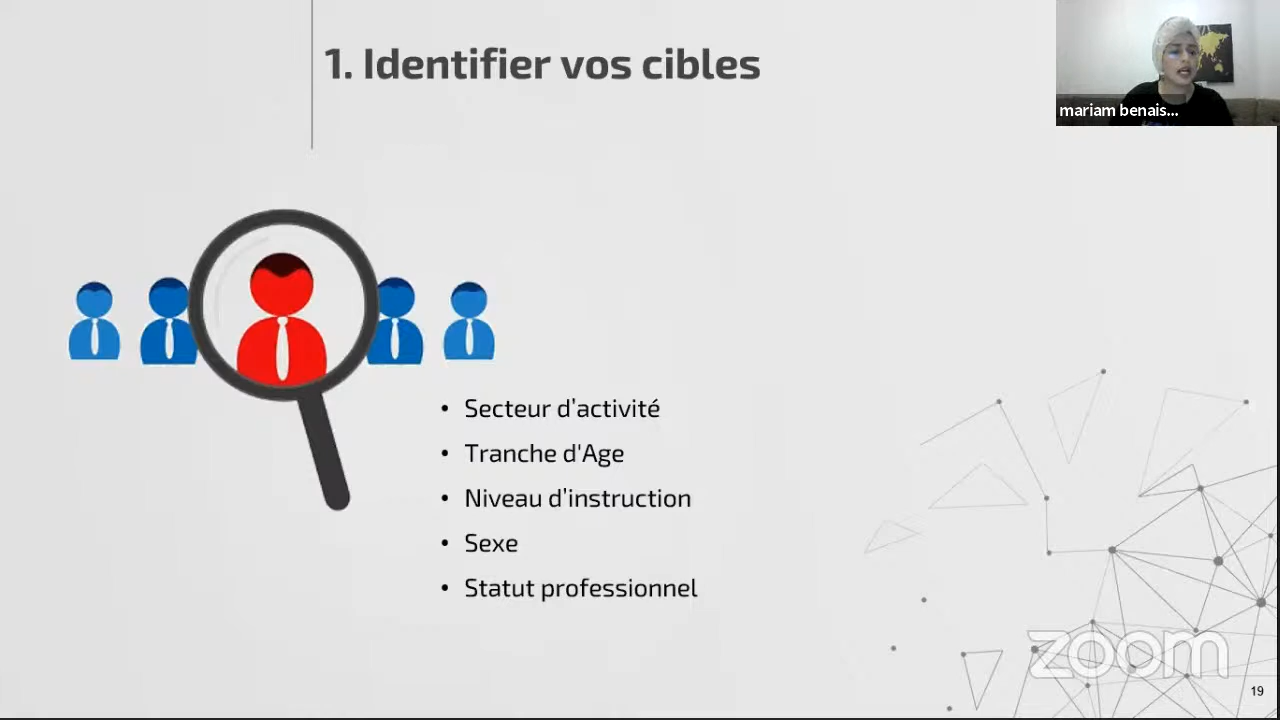 1. Identifier vos cibles
mariam benais...
• Secteur d'activité
• Tranche d'Age
• Niveau d'instruction
• Sexe
• Statut professionnel
zoom
19